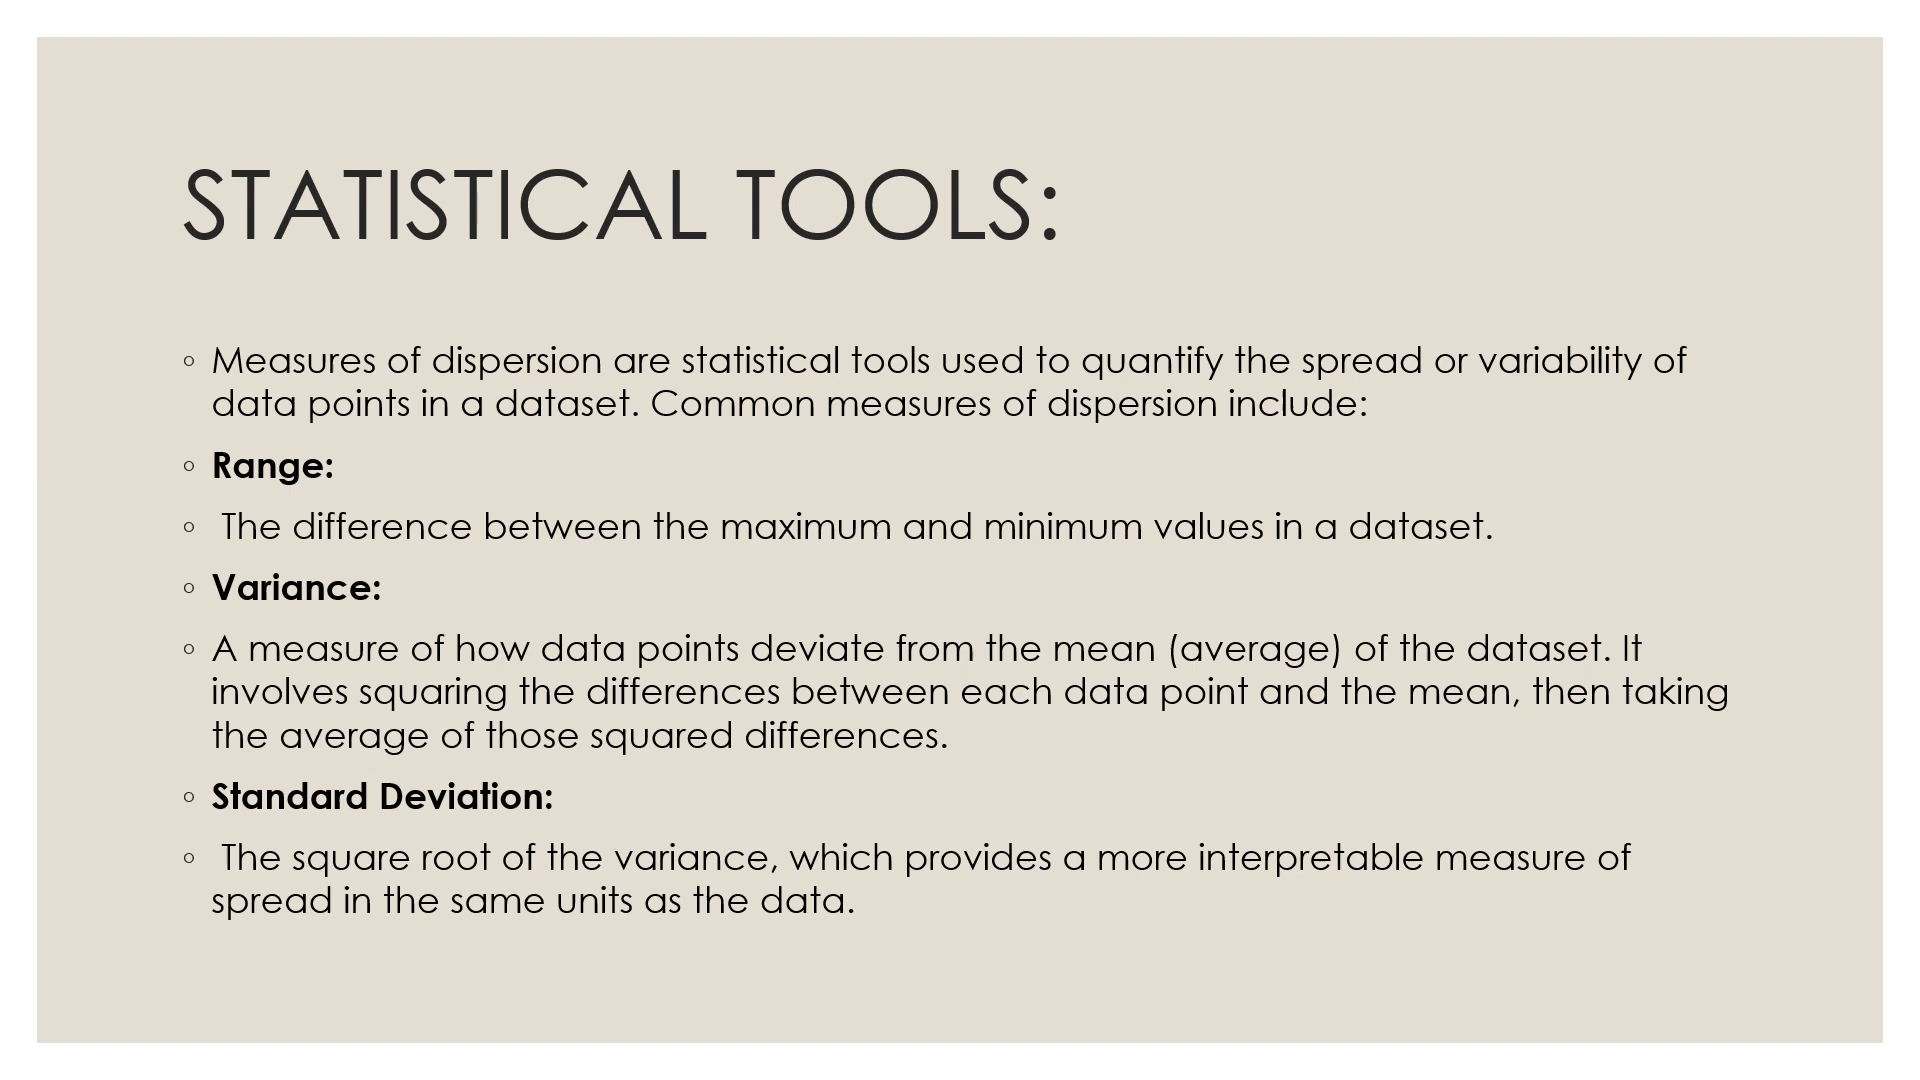 STATISTICAL TOOLS:
◦ Measures of dispersion are statistical tools used to quantify the spread or variability of
data points in a dataset. Common measures of dispersion include:
◦ Range:
◦ The difference between the maximum and minimum values in a dataset.
◦ Variance:
◦ A measure of how data points deviate from the mean (average) of the dataset. It
involves squaring the differences between each data point and the mean, then taking
the average of those squared differences.
◦ Standard Deviation:
◦ The square root of the variance, which provides a more interpretable measure of
spread in the same units as the data.